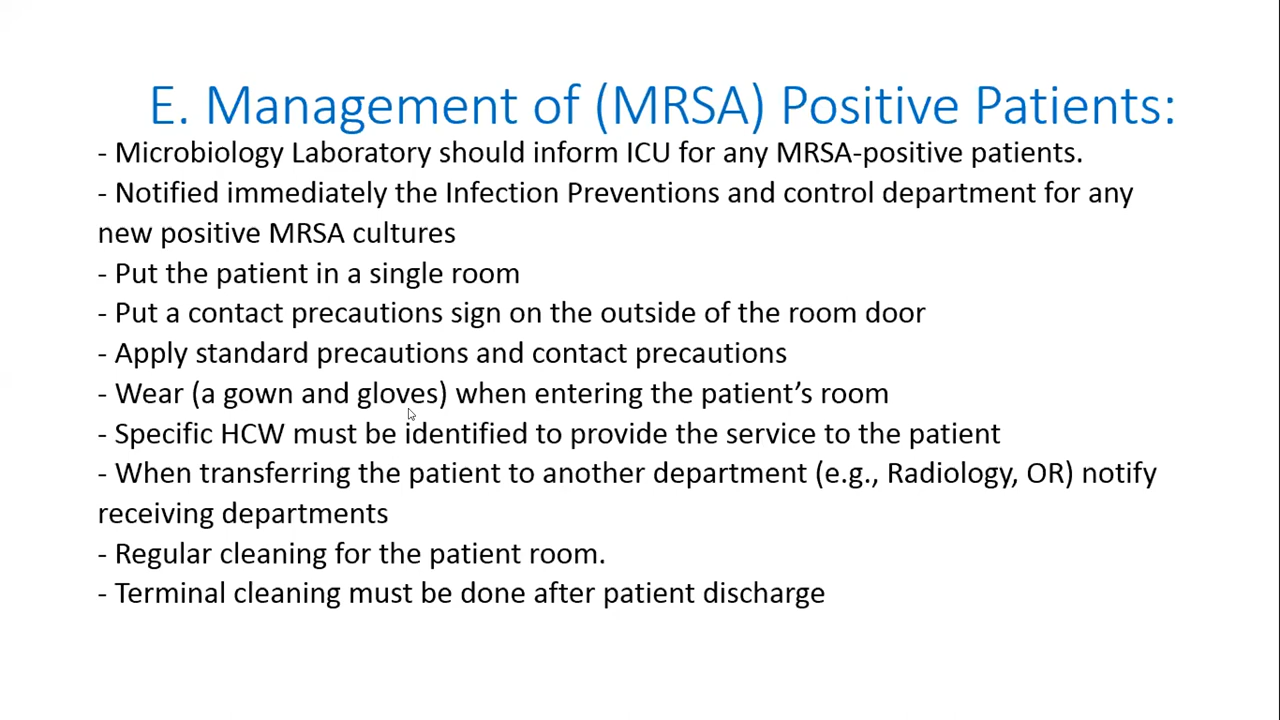 E. Management of (MRSA) Positive Patients:
- Microbiology Laboratory should inform ICU for any MRSA-positive patients.
- Notified immediately the Infection Preventions and control department for any
new positive MRSA cultures
- Put the patient in a single room
- Put a contact precautions sign on the outside of the room door
- Apply standard precautions and contact precautions
- Wear (a gown and gloves) when entering the patient’s room
- Specific HCW must be identified to provide the service to the patient
- When transferring the patient to another department (e.g., Radiology, OR) notify
receiving departments
- Regular cleaning for the patient room.
- Terminal cleaning must be done after patient discharge